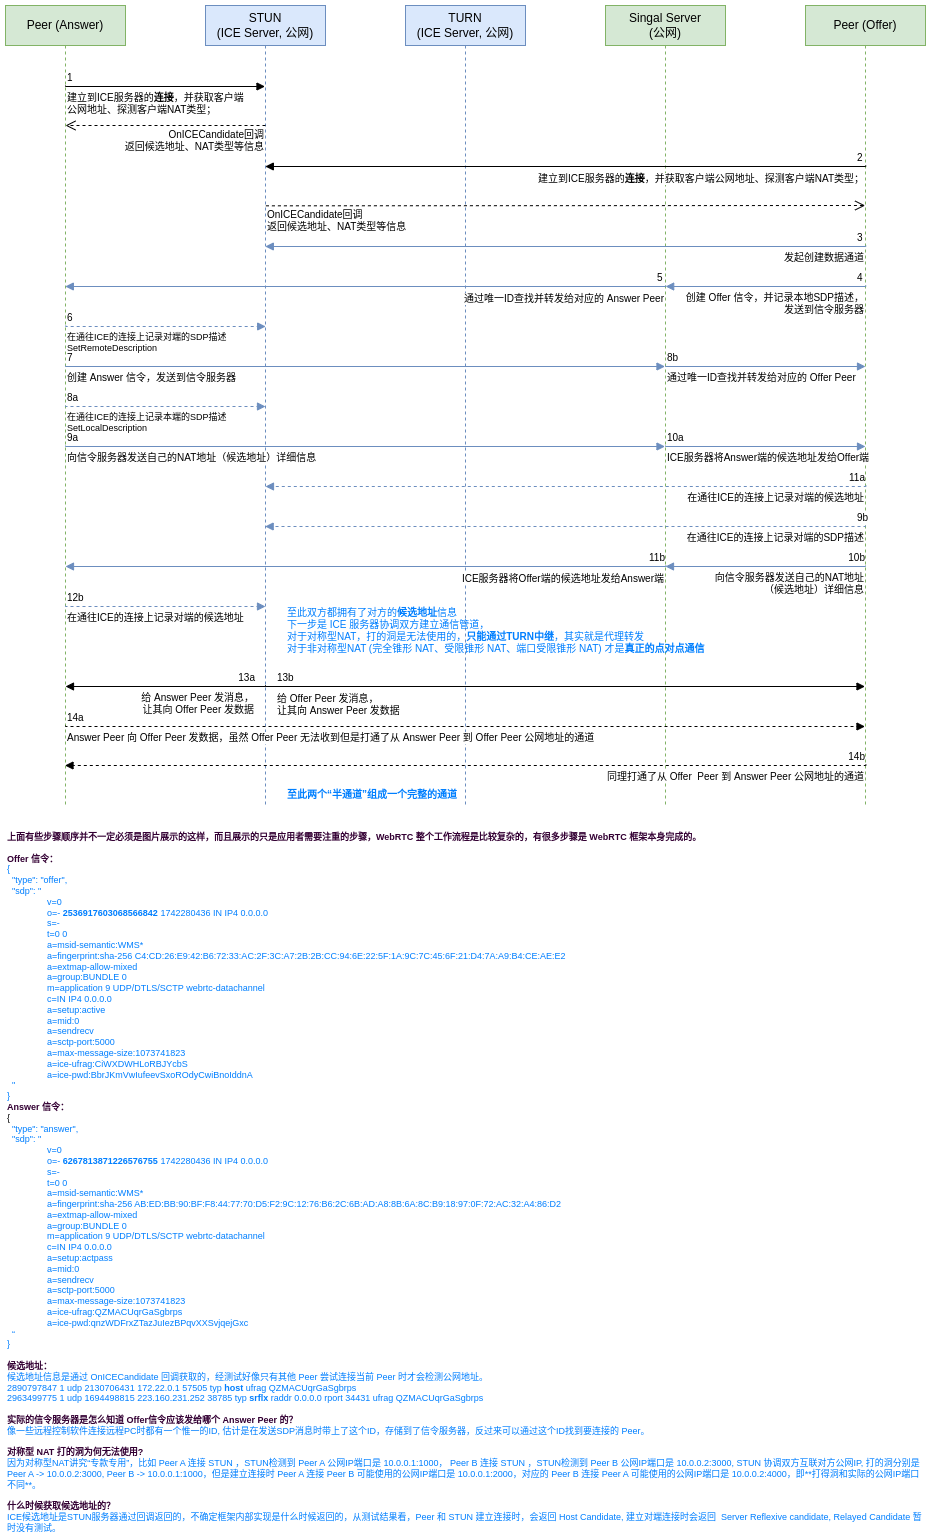 Peer (Answer)
STUN
(ICE Server, 公网)
TURN
(ICE Server, 公网)
Singal Server
(公网)
Peer (Offer)
1
建立到ICE服务器的连接，并获取客户端
公网地址、探测客户端NAT类型；
OnICECandidate回调
返回候选地址、NAT类型等信息
2
建立到ICE服务器的连接，并获取客户端公网地址、探测客户端NAT类型；
OnICECandidate回调
返回候选地址、NAT类型等信息
3
发起创建数据通道
5
通过唯一ID查找并转发给对应的 Answer Peer
4
创建 Offer 信令，并记录本地SDP描述，
发送到信令服务器
6
在通往ICE的连接上记录对端的SDP描述
SetRemoteDescription
7
创建 Answer 信令，发送到信令服务器
8b
通过唯一ID查找并转发给对应的 Offer Peer
8a
在通往ICE的连接上记录本端的SDP描述
SetLocalDescription
9a
向信令服务器发送自己的NAT地址（候选地址）详细信息
10a
ICE服务器将Answer端的候选地址发给Offer端
11a
在通往ICE的连接上记录对端的候选地址
9b
在通往ICE的连接上记录对端的SDP描述
11b
ICE服务器将Offer端的候选地址发给Answer端
10b
向信令服务器发送自己的NAT地址
（候选地址）详细信息
12b
在通往ICE的连接上记录对端的候选地址
至此双方都拥有了对方的候选地址信息
下一步是 ICE 服务器协调双方建立通信管道，
对于对称型NAT，打的洞是无法使用的，只能通过TURN中继，其实就是代理转发
对于非对称型NAT (完全锥形 NAT、受限锥形 NAT、端口受限锥形 NAT) 才是真正的点对点通信
13a
给 Answer Peer 发消息，
让其向 Offer Peer 发数据
13b
给 Offer Peer 发消息，
让其向 Answer Peer 发数据
14a
Answer Peer 向 Offer Peer 发数据，虽然 Offer Peer 无法收到但是打通了从 Answer Peer 到 Offer Peer 公网地址的通道
14b
同理打通了从 Offer  Peer 到 Answer Peer 公网地址的通道
至此两个“半通道”组成一个完整的通道
上面有些步骤顺序并不一定必须是图片展示的这样，而且展示的只是应用者需要注重的步骤，WebRTC 整个工作流程是比较复杂的，有很多步骤是 WebRTC 框架本身完成的。
Offer 信令：
{
"type": "offer",
"sdp": "
v=0
o=- 2536917603068566842 1742280436 IN IP4 0.0.0.0
s=-
t=0 0
a=msid-semantic:WMS*
a=fingerprint:sha-256 C4:CD:26:E9:42:B6:72:33:AC:2F:3C:A7:2B:2B:CC:94:6E:22:5F:1A:9C:7C:45:6F:21:D4:7A:A9:B4:CE:AE:E2
a=extmap-allow-mixed
a=group:BUNDLE 0
m=application 9 UDP/DTLS/SCTP webrtc-datachannel
c=IN IP4 0.0.0.0
a=setup:active
a=mid:0
a=sendrecv
a=sctp-port:5000
a=max-message-size:1073741823
a=ice-ufrag:CiWXDWHLoRBJYcbS
a=ice-pwd:BbrJKmVwIufeevSxoROdyCwiBnoIddnA
"
}
Answer 信令：
{
"type": "answer",
"sdp": "
v=0
o=- 6267813871226576755 1742280436 IN IP4 0.0.0.0
s=-
t=0 0
a=msid-semantic:WMS*
a=fingerprint:sha-256 AB:ED:BB:90:BF:F8:44:77:70:D5:F2:9C:12:76:B6:2C:6B:AD:A8:8B:6A:8C:B9:18:97:0F:72:AC:32:A4:86:D2
a=extmap-allow-mixed
a=group:BUNDLE 0
m=application 9 UDP/DTLS/SCTP webrtc-datachannel
c=IN IP4 0.0.0.0
a=setup:actpass
a=mid:0
a=sendrecv
a=sctp-port:5000
a=max-message-size:1073741823
a=ice-ufrag:QZMACUqrGaSgbrps
a=ice-pwd:qnzWDFrxZTazJuIezBPqvXXSvjqejGxc
"
}
候选地址：
候选地址信息是通过 OnICECandidate 回调获取的，经测试好像只有其他 Peer 尝试连接当前 Peer 时才会检测公网地址。
2890797847 1 udp 2130706431 172.22.0.1 57505 typ host ufrag QZMACUqrGaSgbrps
2963499775 1 udp 1694498815 223.160.231.252 38785 typ srflx raddr 0.0.0.0 rport 34431 ufrag QZMACUqrGaSgbrps
实际的信令服务器是怎么知道 Offer信令应该发给哪个 Answer Peer 的?
像一些远程控制软件连接远程PC时都有一个惟一的ID, 估计是在发送SDP消息时带上了这个ID，存储到了信令服务器，反过来可以通过这个ID找到要连接的 Peer。
对称型 NAT 打的洞为何无法使用?
因为对称型NAT讲究“专款专用”，比如 Peer A 连接 STUN ，STUN检测到 Peer A 公网IP端口是 10.0.0.1:1000， Peer B 连接 STUN ，STUN检测到 Peer B 公网IP端口是 10.0.0.2:3000, STUN 协调双方互联对方公网IP, 打的洞分别是
Peer A -> 10.0.0.2:3000, Peer B -> 10.0.0.1:1000，但是建立连接时 Peer A 连接 Peer B 可能使用的公网IP端口是 10.0.0.1:2000，对应的 Peer B 连接 Peer A 可能使用的公网IP端口是 10.0.0.2:4000，即**打得洞和实际的公网IP端口
不同**。
什么时候获取候选地址的？
ICE候选地址是STUN服务器通过回调返回的，不确定框架内部实现是什么时候返回的，从测试结果看，Peer 和 STUN 建立连接时，会返回 Host Candidate, 建立对端连接时会返回  Server Reflexive candidate, Relayed Candidate 暂
时没有测试。